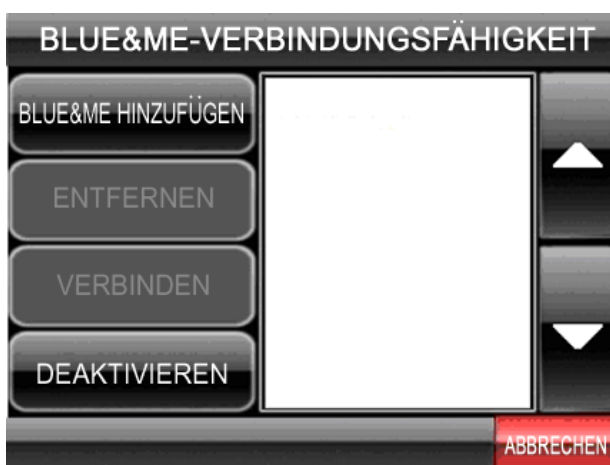 BLUE&ME-VERBINDUNGSFÄHIGKEIT
BLUE&ME HINZUFÜGEN
ENTFERNEN
VERBINDEN
DEAKTIVIEREN
ABBRECHEN